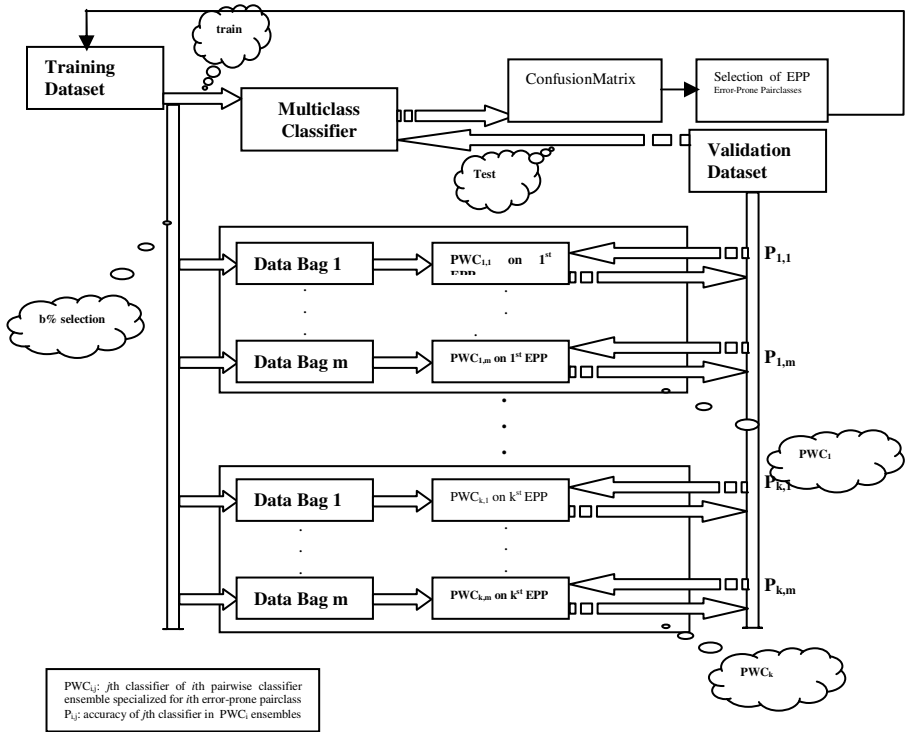 train
Training
Dataset
ConfusionMatrix
Selection of EPP
Error-Prone Pairclasses
Multiclass
Classifier
Validation
Dataset
Test
Data Bag 1
PWC1,1 on 1st
EPP
P1,1
b% selection
Data Bag m
PWC1,m on 1st EPP
P1,m
PWC1
Data Bag 1
PWCk,1 on kst EPP
Pk,1
Data Bag m
PWCk,m on kst EPP
Pk,m
PWCk
PWCi,j: jth classifier of ith pairwise classifier
ensemble specialized for ith error-prone pairclass
Pi,j: accuracy of jth classifier in PWCi ensembles